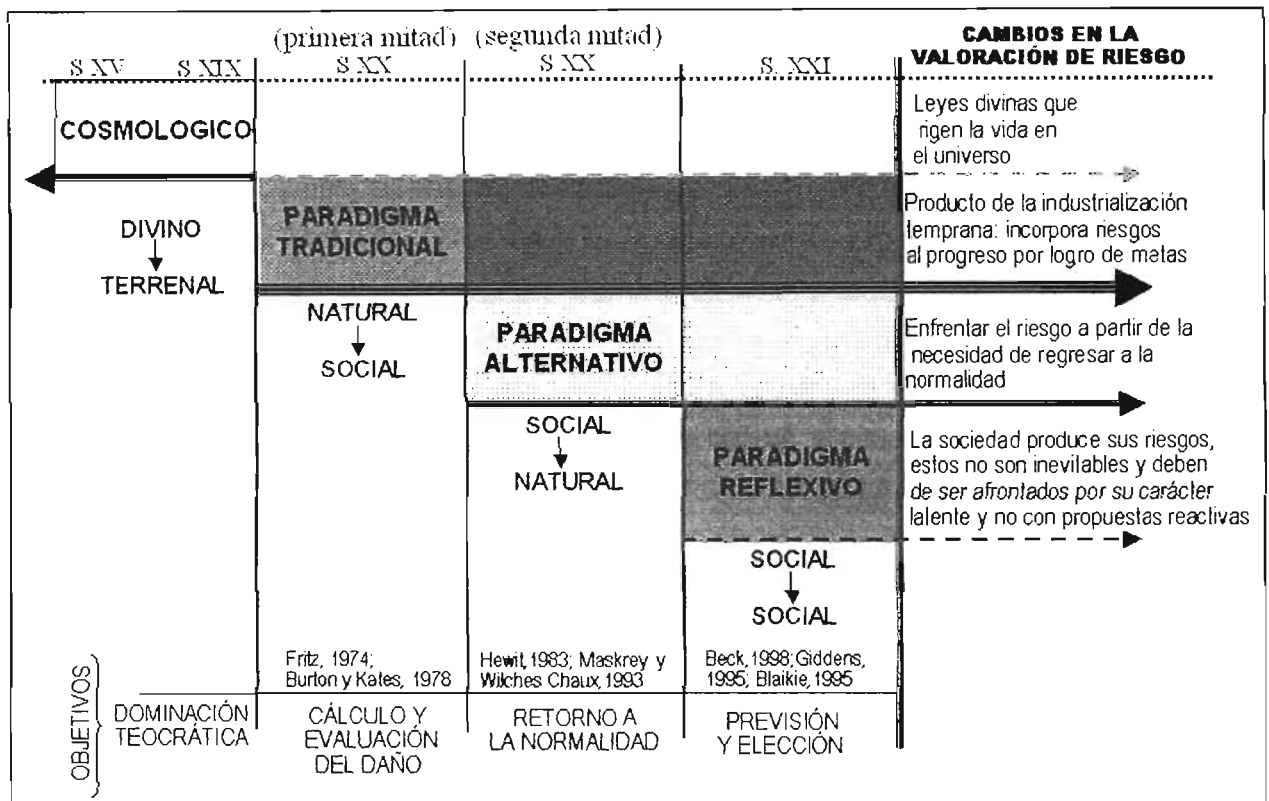 (primera mitad) (segunda mitad)
S XV S XIX S XX S XX S. XXI
CAMBIOS EN LA
VALORACIÓN DE RIESGO
COSMOLOGICO
Leyes divinas que
rigen la vida en
el universo
DIVINO
TERRENAL
PARADIGMA
TRADICIONAL
Producto de la industrialización
temprana: incorpora riesgos
al progreso por logro de metas
NATURAL
SOCIAL
PARADIGMA
ALTERNATIVO
Enfrentar el riesgo a partir de la
necesidad de regresar a la
normalidad
SOCIAL
NATURAL
PARADIGMA
REFLEXIVO
La sociedad produce sus riesgos,
estos no son inevilables y deben
de ser afrontados por su carácter
lalente y no con propuestas reactivas
SOCIAL
SOCIAL
Fritz, 1974;
Burton y Kates, 1978
Hewit, 1983; Maskrey y
Wilches Chaux, 1993
Beck, 1998; Giddens,
1995; Blaikie, 1995
OBJETIVOS
DOMINACIÓN
TEOCRÁTICA
CÁLCULO Y
EVALUACIÓN
DEL DAÑO
RETORNO A
LA NORMALIDAD
PREVISIÓN
Y ELECCIÓN